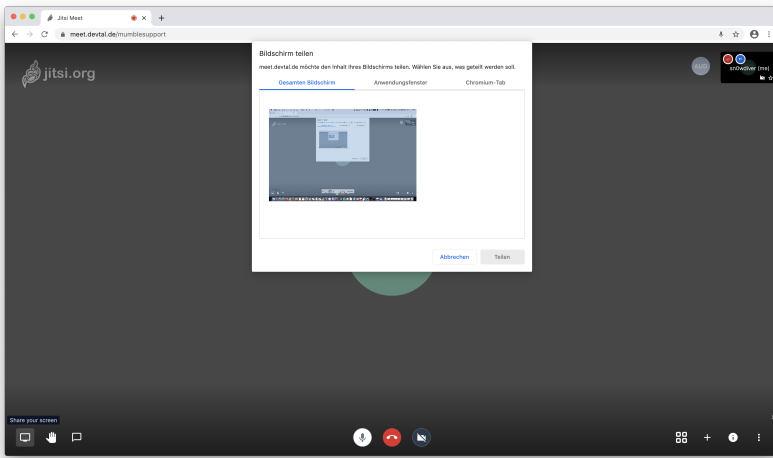 Jitsi Meet
meet.devtal.de/mumblesupport
jitsi.org
Bildschirm teilen
meet.devtal.de möchte den Inhalt Ihres Bildschirms teilen. Wählen Sie aus, was geteilt werden soll.
Gesamten Bildschirm
Anwendungsfenster
Chromium-Tab
Abbrechen
Teilen
AUD
sn0wdiver (me)
Share your screen